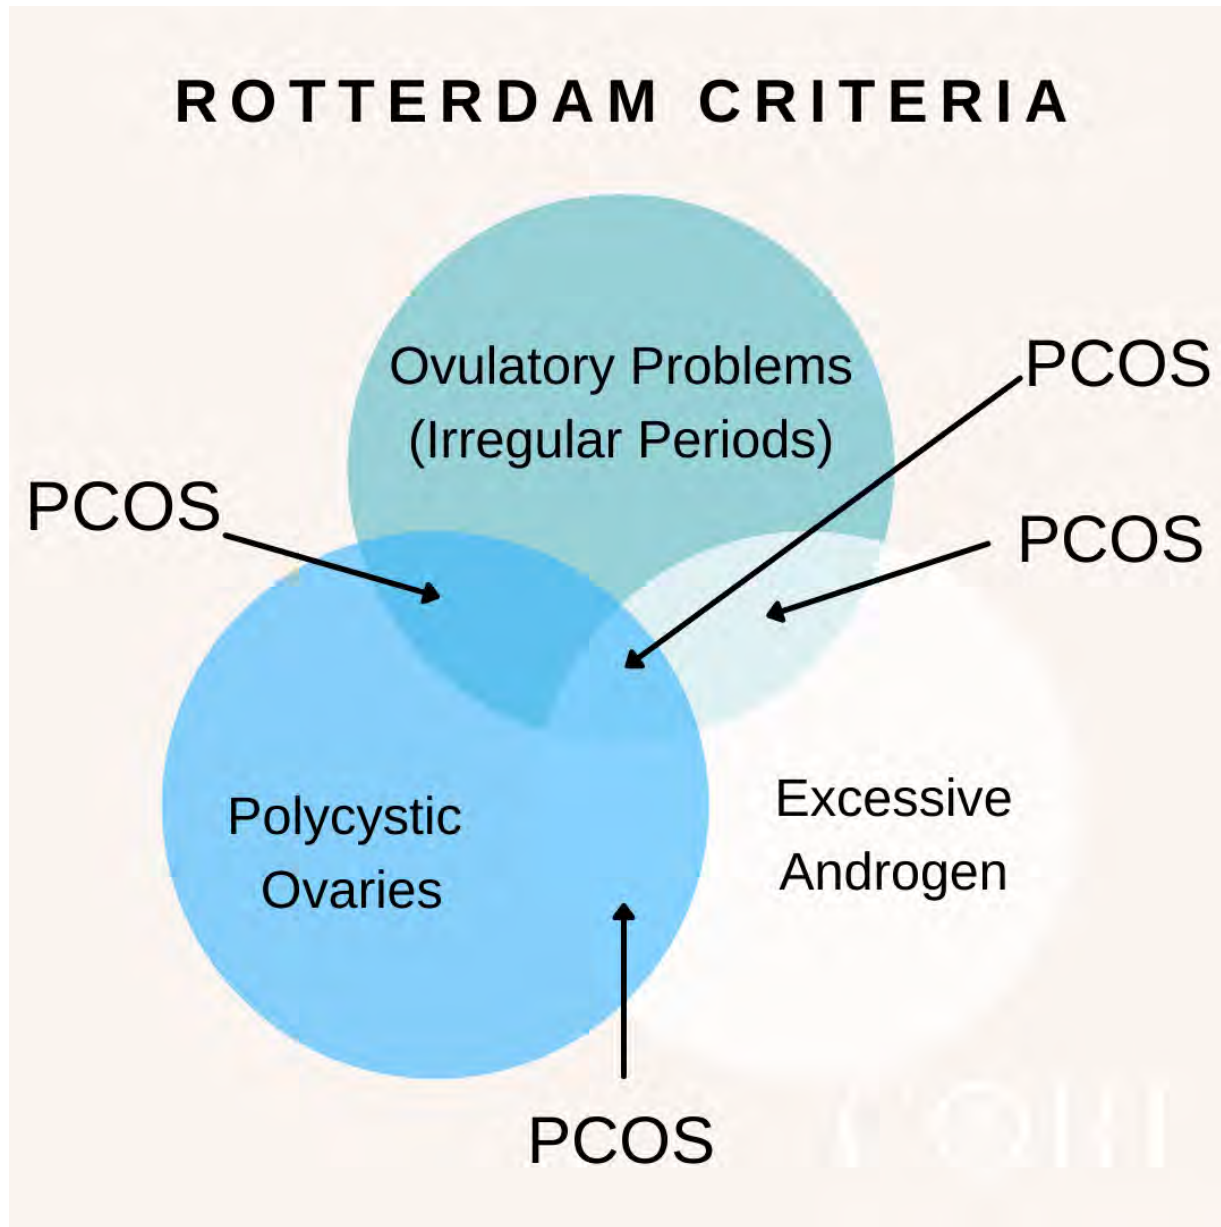 ROTTERDAM CRITERIA
Ovulatory Problems
(Irregular Periods)
PCOS
PCOS
PCOS
Polycystic
Ovaries
Excessive
Androgen
PCOS